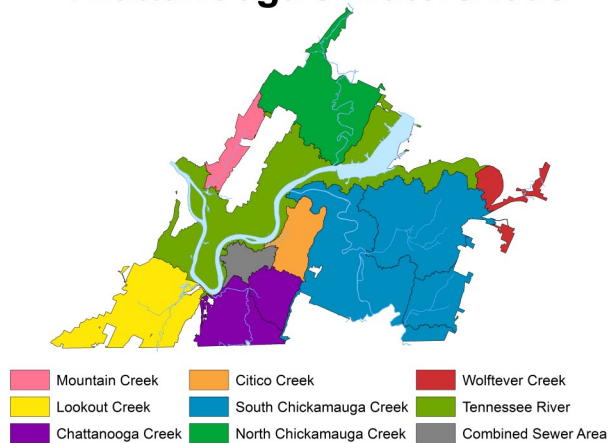 Mountain Creek
Citico Creek
Wolftever Creek
Lookout Creek
South Chickamauga Creek
Tennessee River
Chattanooga Creek
North Chickamauga Creek
Combined Sewer Area